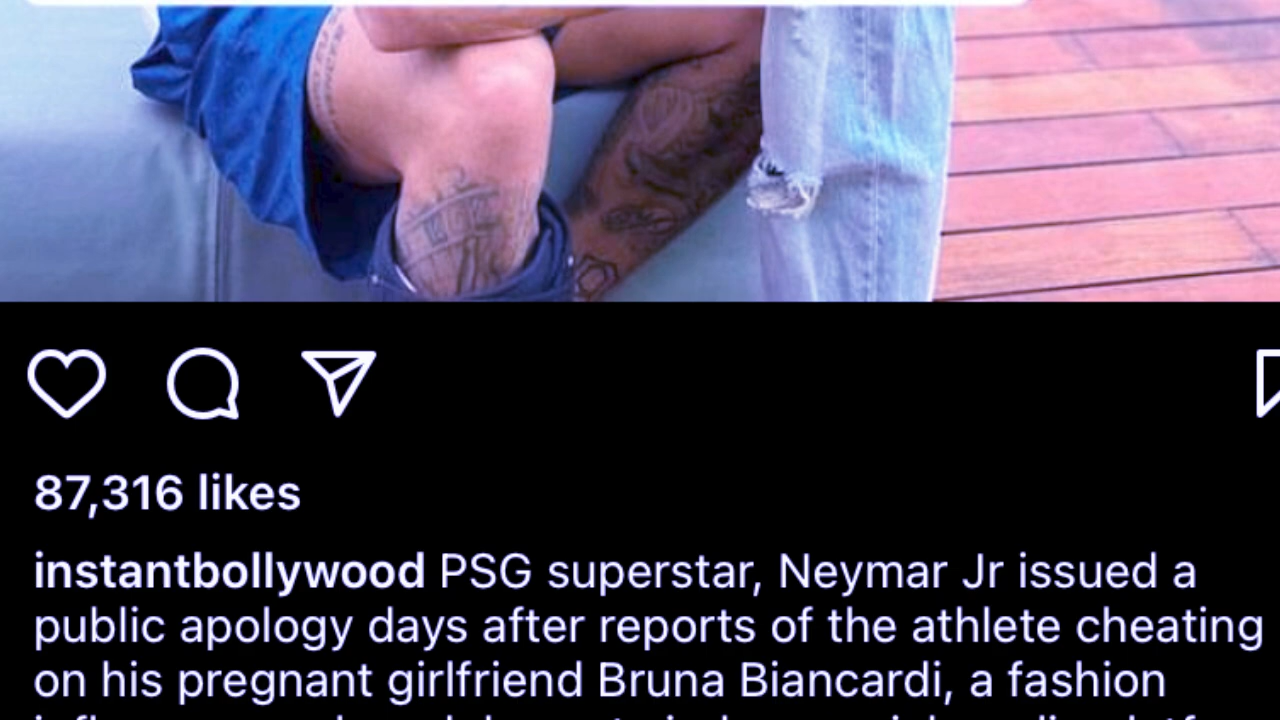 87,316 likes
instantbollywood PSG superstar, Neymar Jr issued a
public apology days after reports of the athlete cheating
on his pregnant girlfriend Bruna Biancardi, a fashion